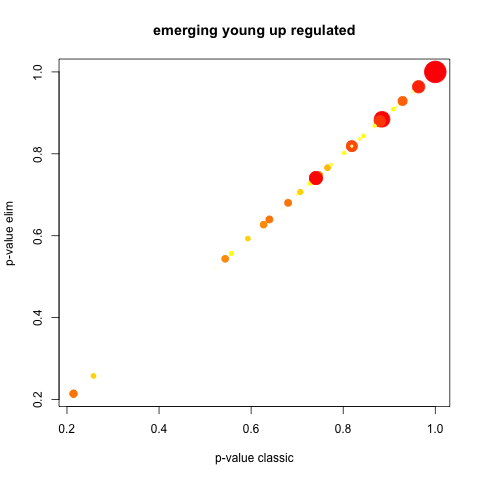 emerging young up regulated
p-value elim
1.0
0.8
0.6
0.4
0.2
0.2 0.4 0.6 0.8 1.0
p-value classic